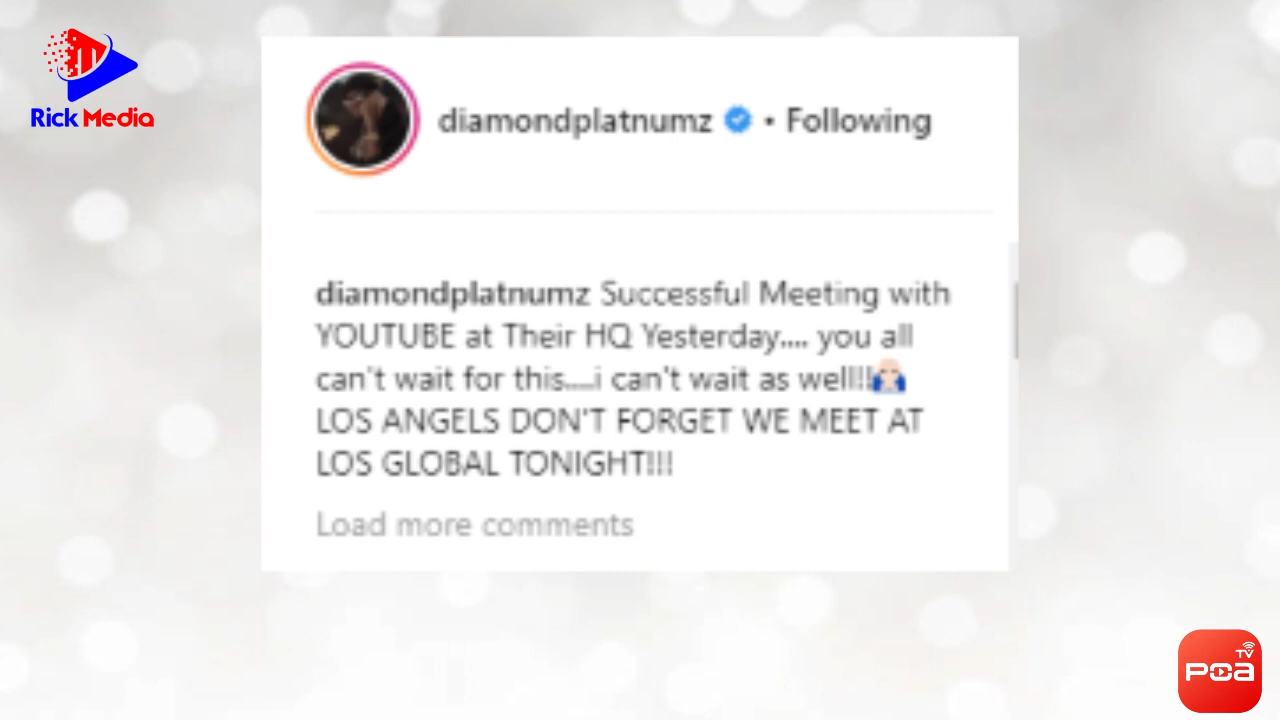 Rick Media
diamondplatnumz • Following
diamondplatnumz Successful Meeting with
YOUTUBE at Their HQ Yesterday.... you all
can't wait for this....i can't wait as well!!
LOS ANGELS DON'T FORGET WE MEET AT
LOS GLOBAL TONIGHT!!!
Load more comments
TV
POa